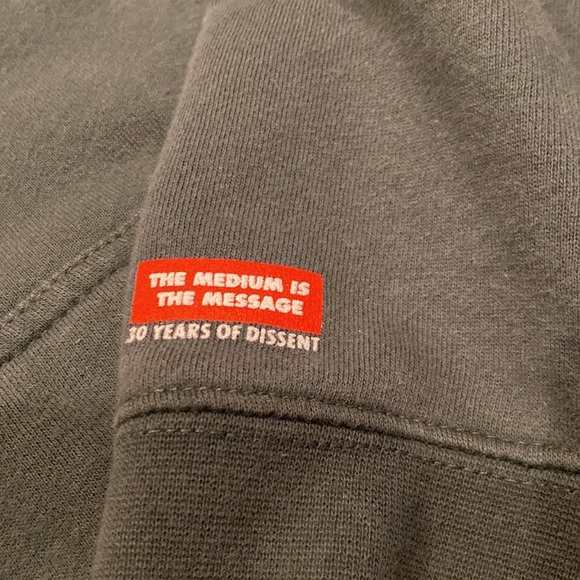 THE MEDIUM IS
THE MESSAGE
30 YEARS OF DISSENT